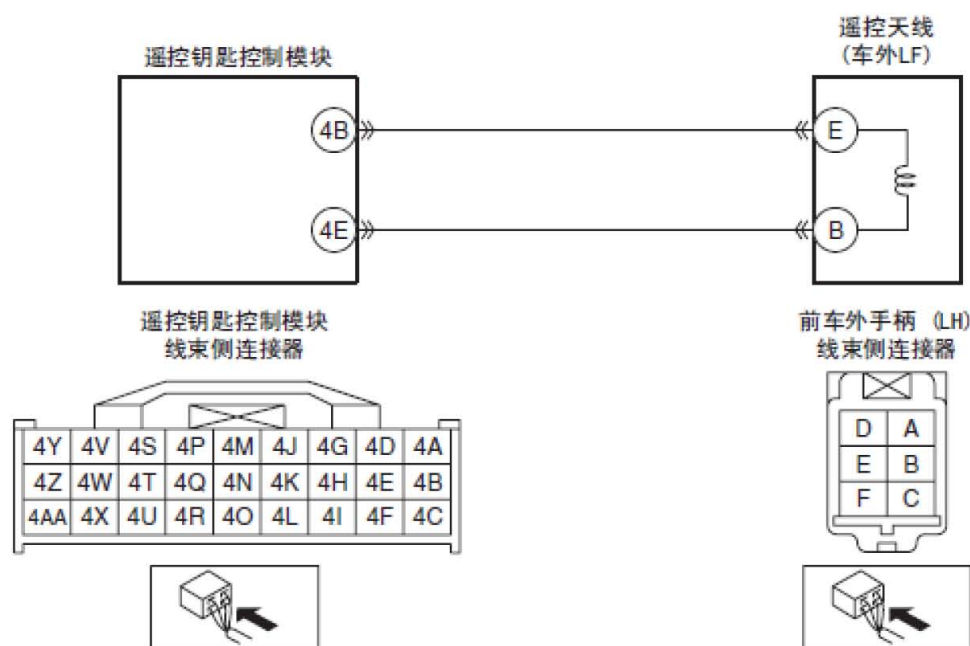 遥控钥匙控制模块
遥控天线
(车外LF)
4B
E
4E
B
遥控钥匙控制模块
线束侧连接器
前车外手柄 (LH)
线束侧连接器
4Y 4V 4S 4P 4M 4J 4G 4D 4A
4Z 4W 4T 4Q 4N 4K 4H 4E 4B
4AA 4X 4U 4R 4O 4L 4I 4F 4C
D A
E B
F C